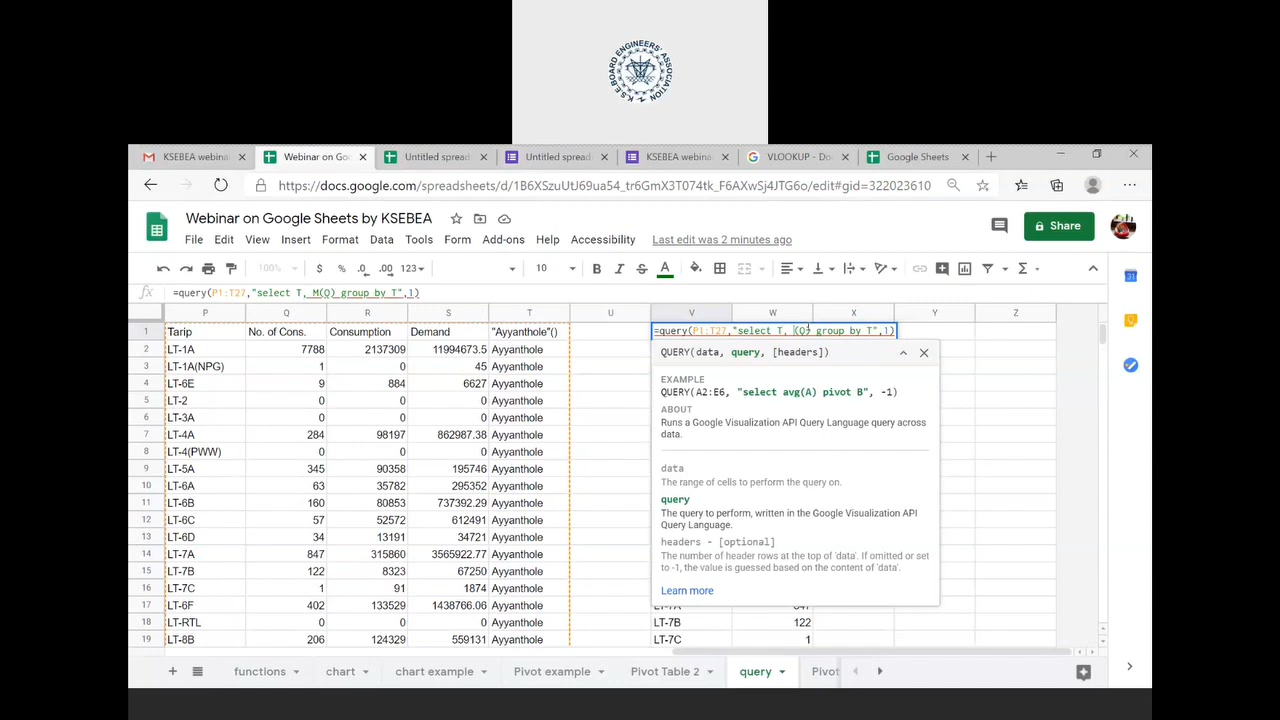 K.S.E.BOARD ENGINEERS' ASSOCIATION
KSEBEA webina
Webinar on Goo
Untitled spread
Untitled spread
KSEBEA webina
VLOOKUP - Do
Google Sheets
https://docs.google.com/spreadsheets/d/1B6XSzuUtJ69ua54_tr6GmX3T074tk_F6AXwSj4JTG6o/edit#gid=322023610
Webinar on Google Sheets by KSEBEA
Share
File Edit View Insert Format Data Tools Form Add-ons Help Accessibility Last edit was 2 minutes ago
100% $ % .0 .00 123 10 B I S A
fx =query(P1:T27,"select T, M(Q) group by T",1)
P Q R S T U V W X Y Z
1 Tarip No. of Cons. Consumption Demand "Ayyanthole"() =query(P1:T27,"select T, (Q) group by T",1)
2 LT-1A 7788 2137309 11994673.5 Ayyanthole
3 LT-1A(NPG) 1 0 45 Ayyanthole
4 LT-6E 9 884 6627 Ayyanthole
5 LT-2 0 0 0 Ayyanthole
6 LT-3A 0 0 0 Ayyanthole
7 LT-4A 284 98197 862987.38 Ayyanthole
8 LT-4(PWW) 0 0 0 Ayyanthole
9 LT-5A 345 90358 195746 Ayyanthole
10 LT-6A 63 35782 295352 Ayyanthole
11 LT-6B 160 80853 737392.29 Ayyanthole
12 LT-6C 57 52572 612491 Ayyanthole
13 LT-6D 34 13191 34721 Ayyanthole
14 LT-7A 847 315860 3565922.77 Ayyanthole
15 LT-7B 122 8323 67250 Ayyanthole
16 LT-7C 1 91 1874 Ayyanthole
17 LT-6F 402 133529 1438766.06 Ayyanthole
18 LT-RTL 0 0 0 Ayyanthole LT-7B 122
19 LT-8B 206 124329 559131 Ayyanthole LT-7C 1
QUERY(data, query, [headers])
EXAMPLE
QUERY(A2:E6, "select avg(A) pivot B", -1)
ABOUT
Runs a Google Visualization API Query Language query across
data.
data
The range of cells to perform the query on.
query
The query to perform, written in the Google Visualization API
Query Language.
headers - [optional]
The number of header rows at the top of 'data'. If omitted or set
to -1, the value is guessed based on the content of 'data'.
Learn more
functions chart chart example Pivot example Pivot Table 2 query Pivot